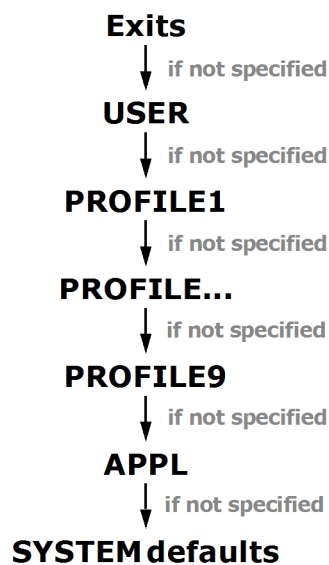 Exits
if not specified
USER
if not specified
PROFILE1
if not specified
PROFILE...
if not specified
PROFILE9
if not specified
APPL
if not specified
SYSTEM defaults